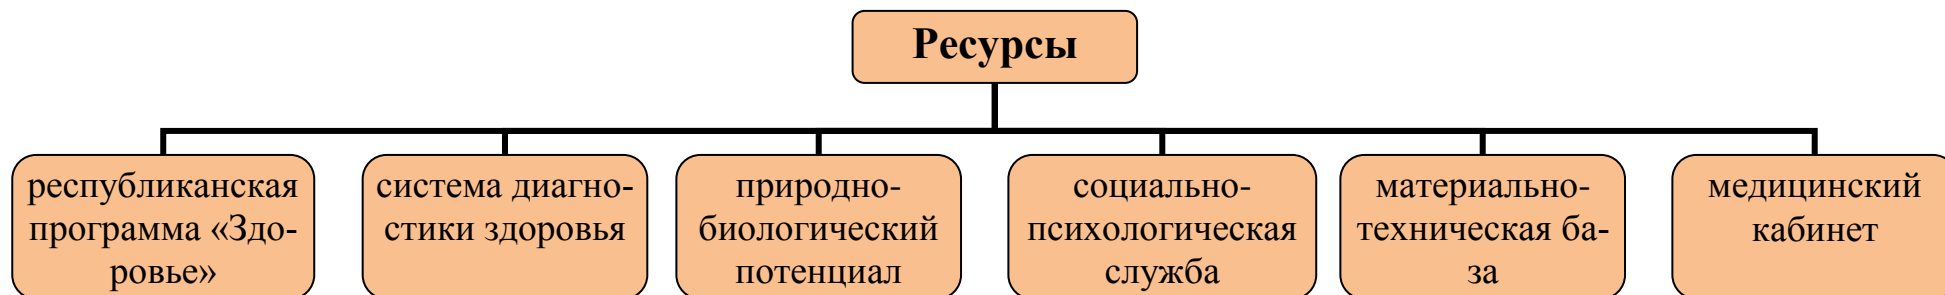 Ресурсы
республиканская
программа «Здо-
ровье»
система диагно-
стики здоровья
природно-
биологический
потенциал
социально-
психологическая
служба
материально-
техническая ба-
за
медицинский
кабинет